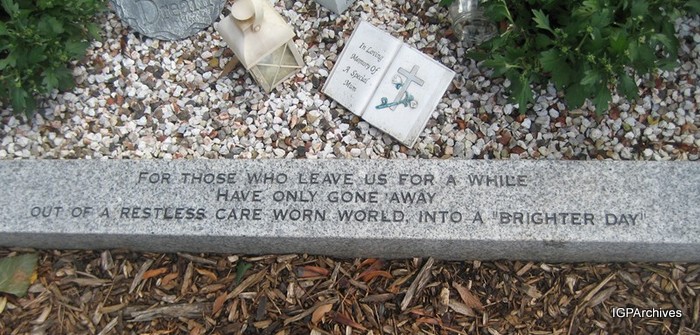 In Loving
Memory Of
A Special
Mum
FOR THOSE WHO LEAVE US FOR A WHILE
HAVE ONLY GONE AWAY
OUT OF A RESTLESS CARE WORN WORLD, INTO A "BRIGHTER DAY"
IGPArchives